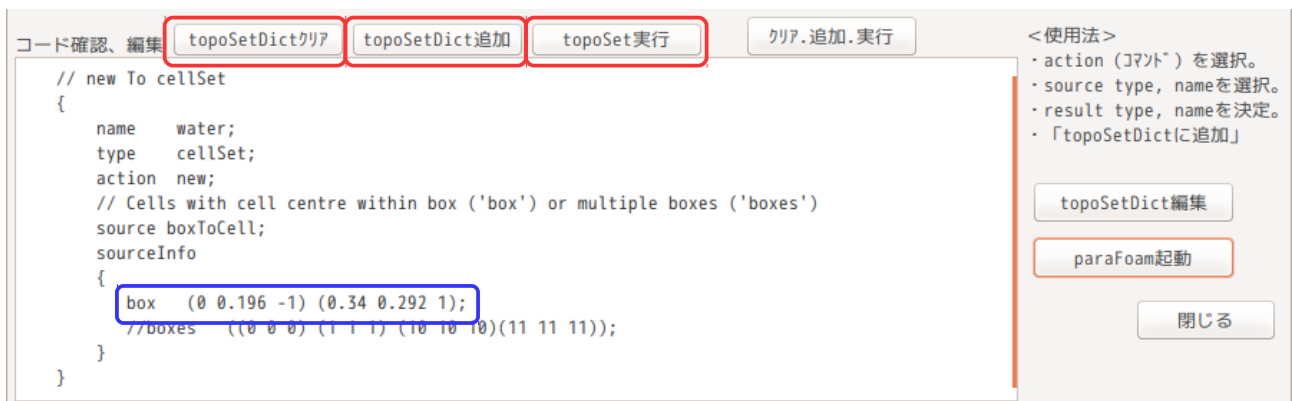 コード確認、編集 topoSetDictｸﾘｱ topoSetDict追加 topoSet実行 ｸﾘｱ.追加.実行
// new To cellSet
{
name water;
type cellSet;
action new;
// Cells with cell centre within box ('box') or multiple boxes ('boxes')
source boxToCell;
sourceInfo
{
box (0 0.196 -1) (0.34 0.292 1);
//boxes ((0 0 0) (1 1 1) (10 10 10)(11 11 11));
}
}
＜使用法＞
・action (ｺﾏﾝﾄﾞ) を選択。
・source type, nameを選択。
・result type, nameを決定。
・「topoSetDictに追加」
topoSetDict編集
paraFoam起動
閉じる